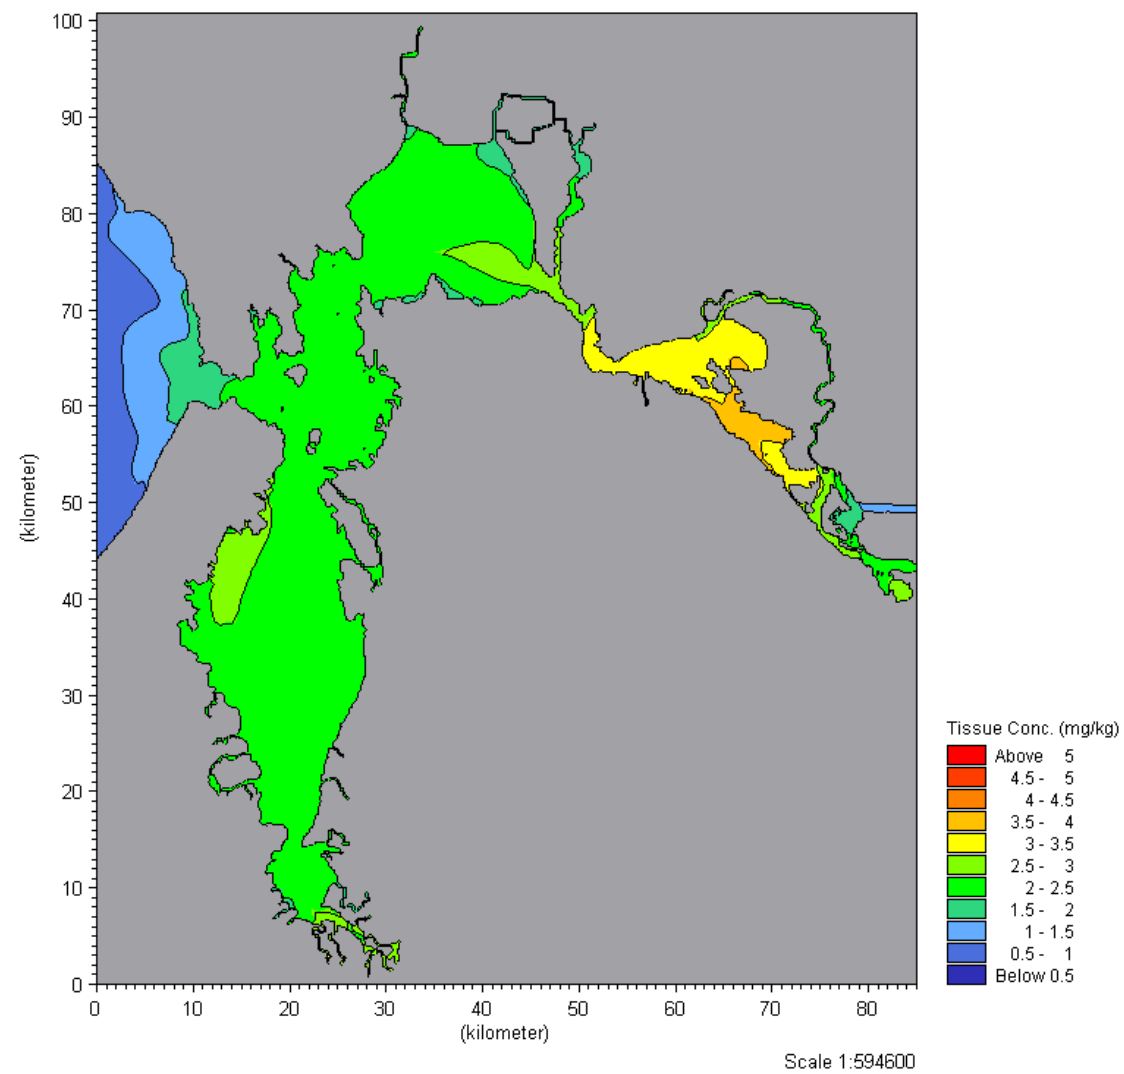 100
90
80
70
60
50
40
30
20
10
0
(kilometer)
0 10 20 30 40 50 60 70 80
(kilometer)
Scale 1:594600
Tissue Conc. (mg/kg)
Above 5
4.5 - 5
4 - 4.5
3.5 - 4
3 - 3.5
2.5 - 3
2 - 2.5
1.5 - 2
1 - 1.5
0.5 - 1
Below 0.5